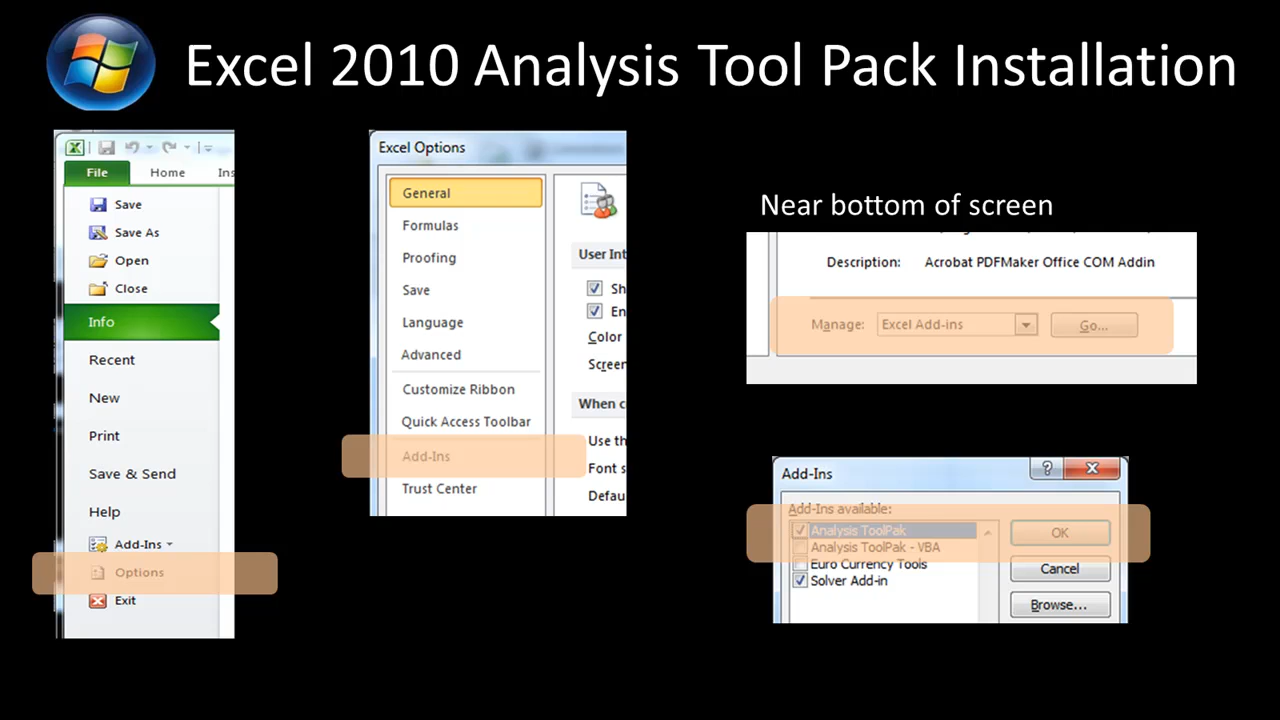 Excel 2010 Analysis Tool Pack Installation
File Home Ins
Save
Save As
Open
Close
Info
Recent
New
Print
Save & Send
Help
Add-Ins
Options
Exit
Excel Options
General
Formulas
Proofing
Save
Language
Advanced
Customize Ribbon
Quick Access Toolbar
Add-Ins
Trust Center
User Int
Sh
En
Color
Screen
When c
Use th
Font s
Defau
Near bottom of screen
Description: Acrobat PDFMaker Office COM Addin
Manage: Excel Add-ins Go...
Add-Ins
Add-Ins available:
Analysis ToolPak
Analysis ToolPak - VBA
Euro Currency Tools
Solver Add-in
OK
Cancel
Browse...